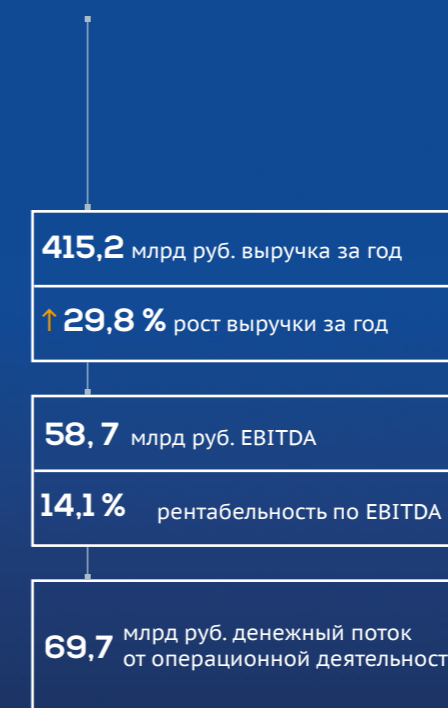 415,2 млрд руб. выручка за год
↑ 29,8 % рост выручки за год
58, 7 млрд руб. EBITDA
14,1 % рентабельность по EBITDA
69,7 млрд руб. денежный поток
от операционной деятельност